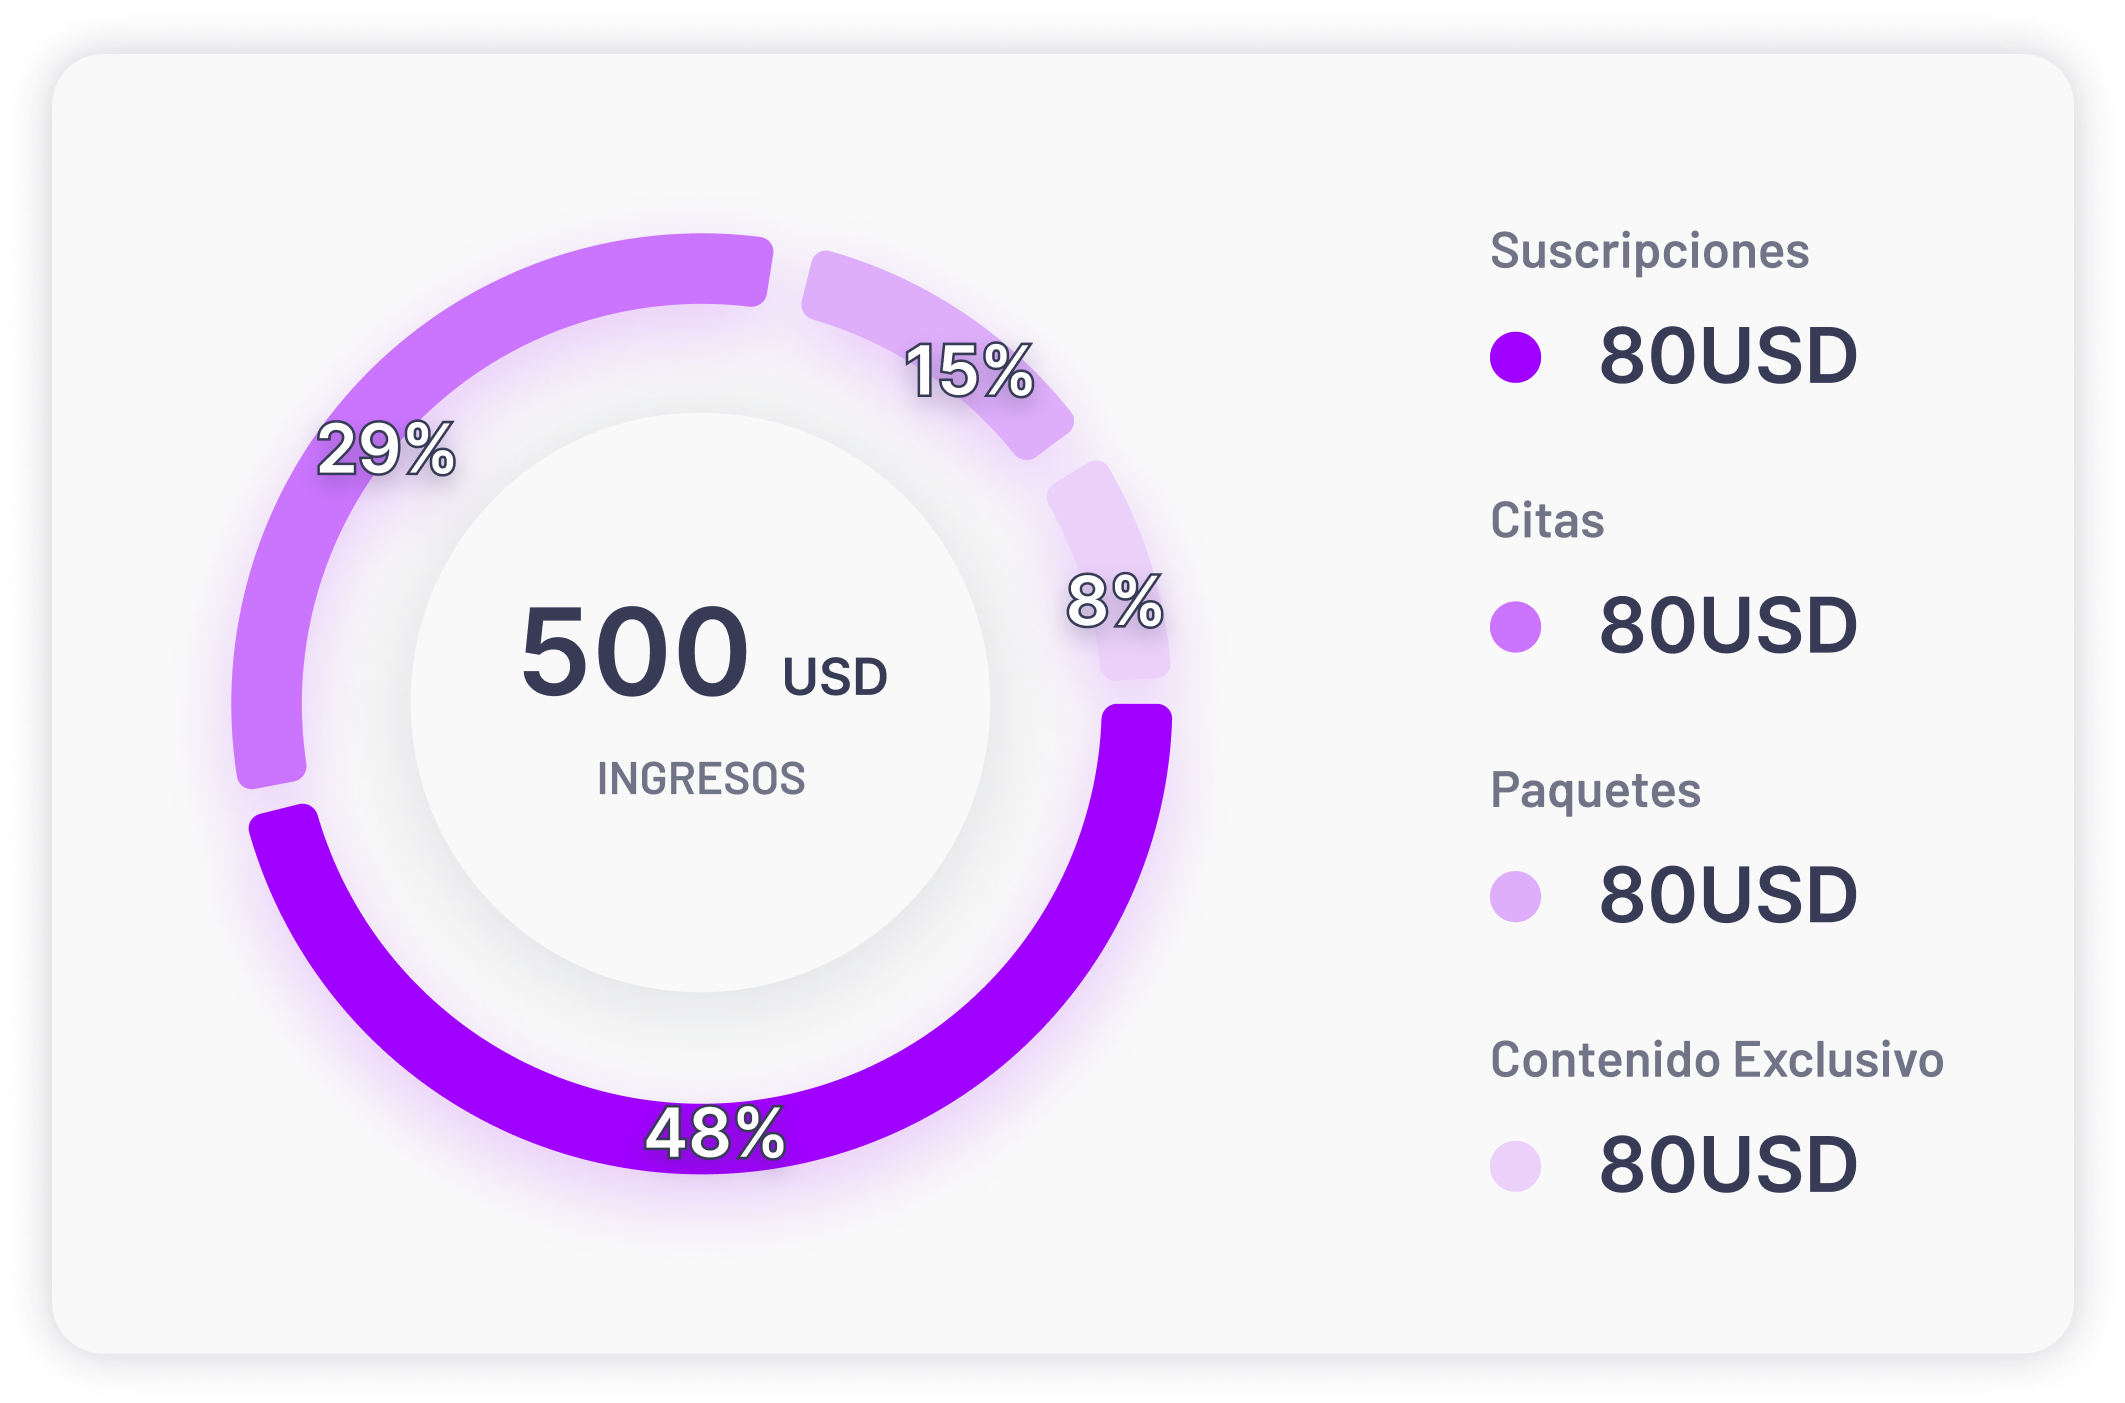 15%
29%
8%
500 USD
INGRESOS
48%
Suscripciones
80USD
Citas
80USD
Paquetes
80USD
Contenido Exclusivo
80USD